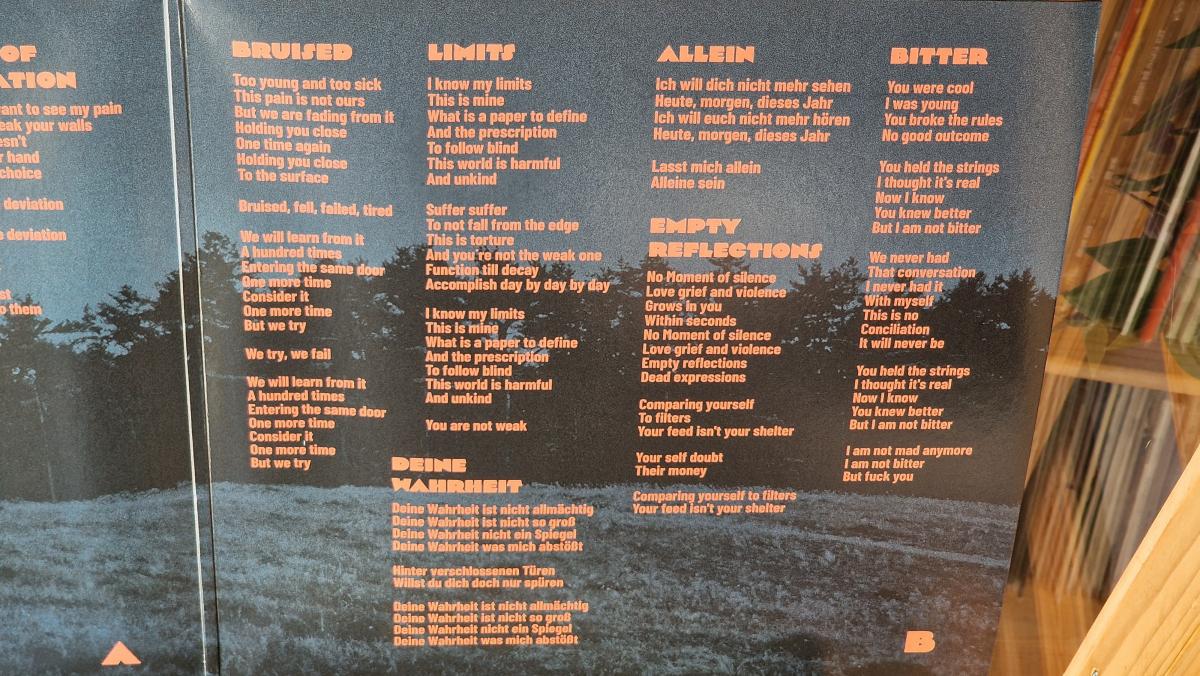 OF
ATION
ant to see my pain
eak your walls
esn't
r hand
choice
deviation
s deviation
st
o them
A
BRUISED
Too young and too sick
This pain is not ours
But we are fading from it
Holding you close
One time again
Holding you close
To the surface
Bruised, fell, failed, tired
We will learn from it
A hundred times
Entering the same door
One more time
Consider it
One more time
But we try
We try, we fail
We will learn from it
A hundred times
Entering the same door
One more time
Consider it
One more time
But we try
LIMITS
I know my limits
This is mine
What is a paper to define
And the prescription
To follow blind
This world is harmful
And unkind
Suffer suffer
To not fall from the edge
This is torture
And you're not the weak one
Function till decay
Accomplish day by day by day
I know my limits
This is mine
What is a paper to define
And the prescription
To follow blind
This world is harmful
And unkind
You are not weak
DEINE
WAHRHEIT
Deine Wahrheit ist nicht allmächtig
Deine Wahrheit ist nicht so groß
Deine Wahrheit nicht ein Spiegel
Deine Wahrheit was mich abstößt
Hinter verschlossenen Türen
Willst du dich doch nur spüren
Deine Wahrheit ist nicht allmächtig
Deine Wahrheit ist nicht so groß
Deine Wahrheit nicht ein Spiegel
Deine Wahrheit was mich abstößt
ALLEIN
Ich will dich nicht mehr sehen
Heute, morgen, dieses Jahr
Ich will euch nicht mehr hören
Heute, morgen, dieses Jahr
Lasst mich allein
Alleine sein
EMPTY
REFLECTIONS
No Moment of silence
Love grief and violence
Grows in you
Within seconds
No Moment of silence
Love grief and violence
Empty reflections
Dead expressions
Comparing yourself
To filters
Your feed isn't your shelter
Your self doubt
Their money
Comparing yourself to filters
Your feed isn't your shelter
BITTER
You were cool
I was young
You broke the rules
No good outcome
You held the strings
I thought it's real
Now I know
You knew better
But I am not bitter
We never had
That conversation
I never had it
With myself
This is no
Conciliation
It will never be
You held the strings
I thought it's real
Now I know
You knew better
But I am not bitter
I am not mad anymore
I am not bitter
But fuck you
B